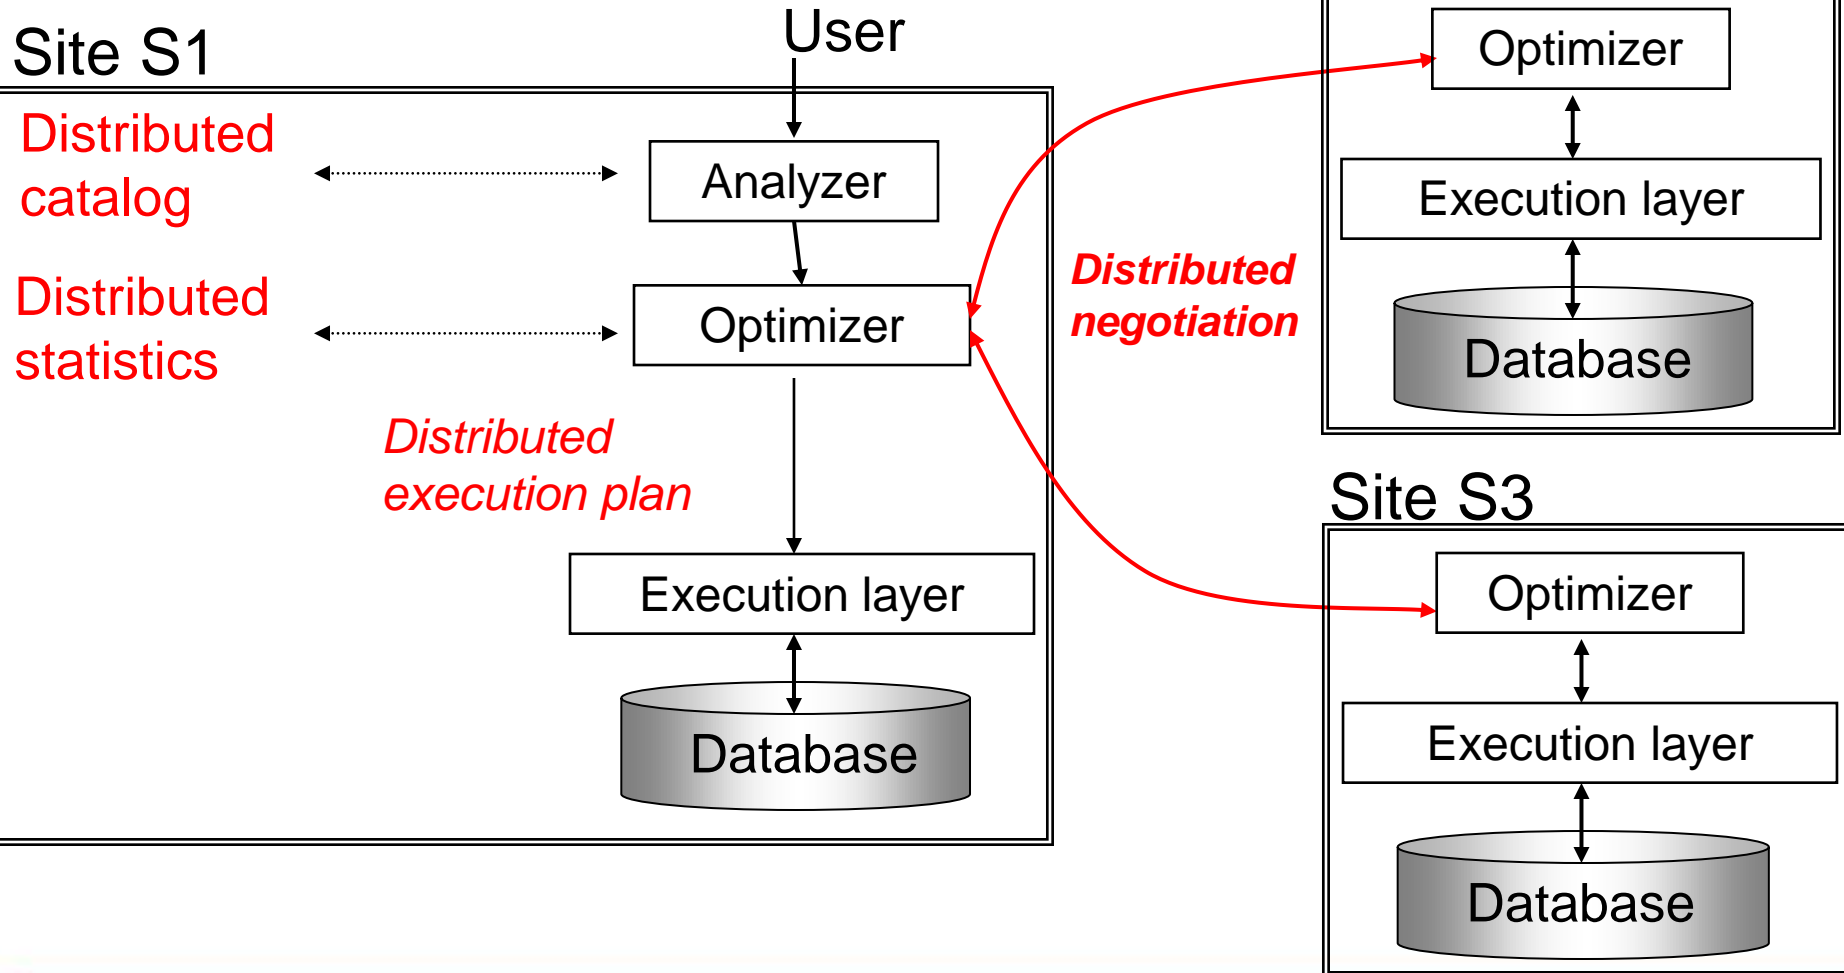 Site S1
User
Distributed
catalog
Analyzer
Distributed
statistics
Optimizer
Distributed
execution plan
Execution layer
Database
Distributed
negotiation
Optimizer
Execution layer
Database
Site S3
Optimizer
Execution layer
Database